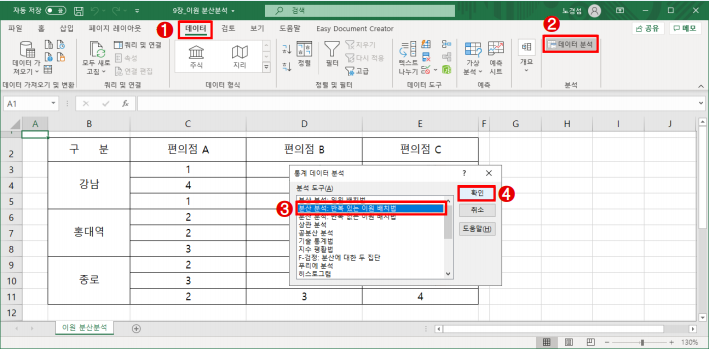 자동 저장 9장_이원 분산분석 검색 노경섭
파일 홈 삽입 페이지 레이아웃 데이터 검토 보기 도움말 Easy Document Creator 공유 메모
1 2
데이터 가져오기 모두 새로 고침 쿼리 및 연결 속성 연결 편집 주식 지리 정렬 필터 지우기 다시 적용 고급 텍스트 나누기 가상 분석 예측 시트 개요 데이터 분석
데이터 가져오기 및 변환 쿼리 및 연결 데이터 형식 정렬 및 필터 데이터 도구 예측 분석
A1 fx
A B C D E F G H I J
2 구 분 편의점 A 편의점 B 편의점 C
3 강남 1
4 4
5 1
6 홍대역 2
7 2
8 3
9 종로 2
10 3
11 2 3 4
12
통계 데이터 분석 ? ×
분석 도구(A)
분산 분석: 일원 배치법
3 분산 분석: 반복 있는 이원 배치법
분산 분석: 반복 없는 이원 배치법
상관 분석
공분산 분석
기술 통계법
지수 평활법
F-검정: 분산에 대한 두 집단
푸리에 분석
히스토그램
확인 4
취소
도움말(H)
이원 분산분석
130%